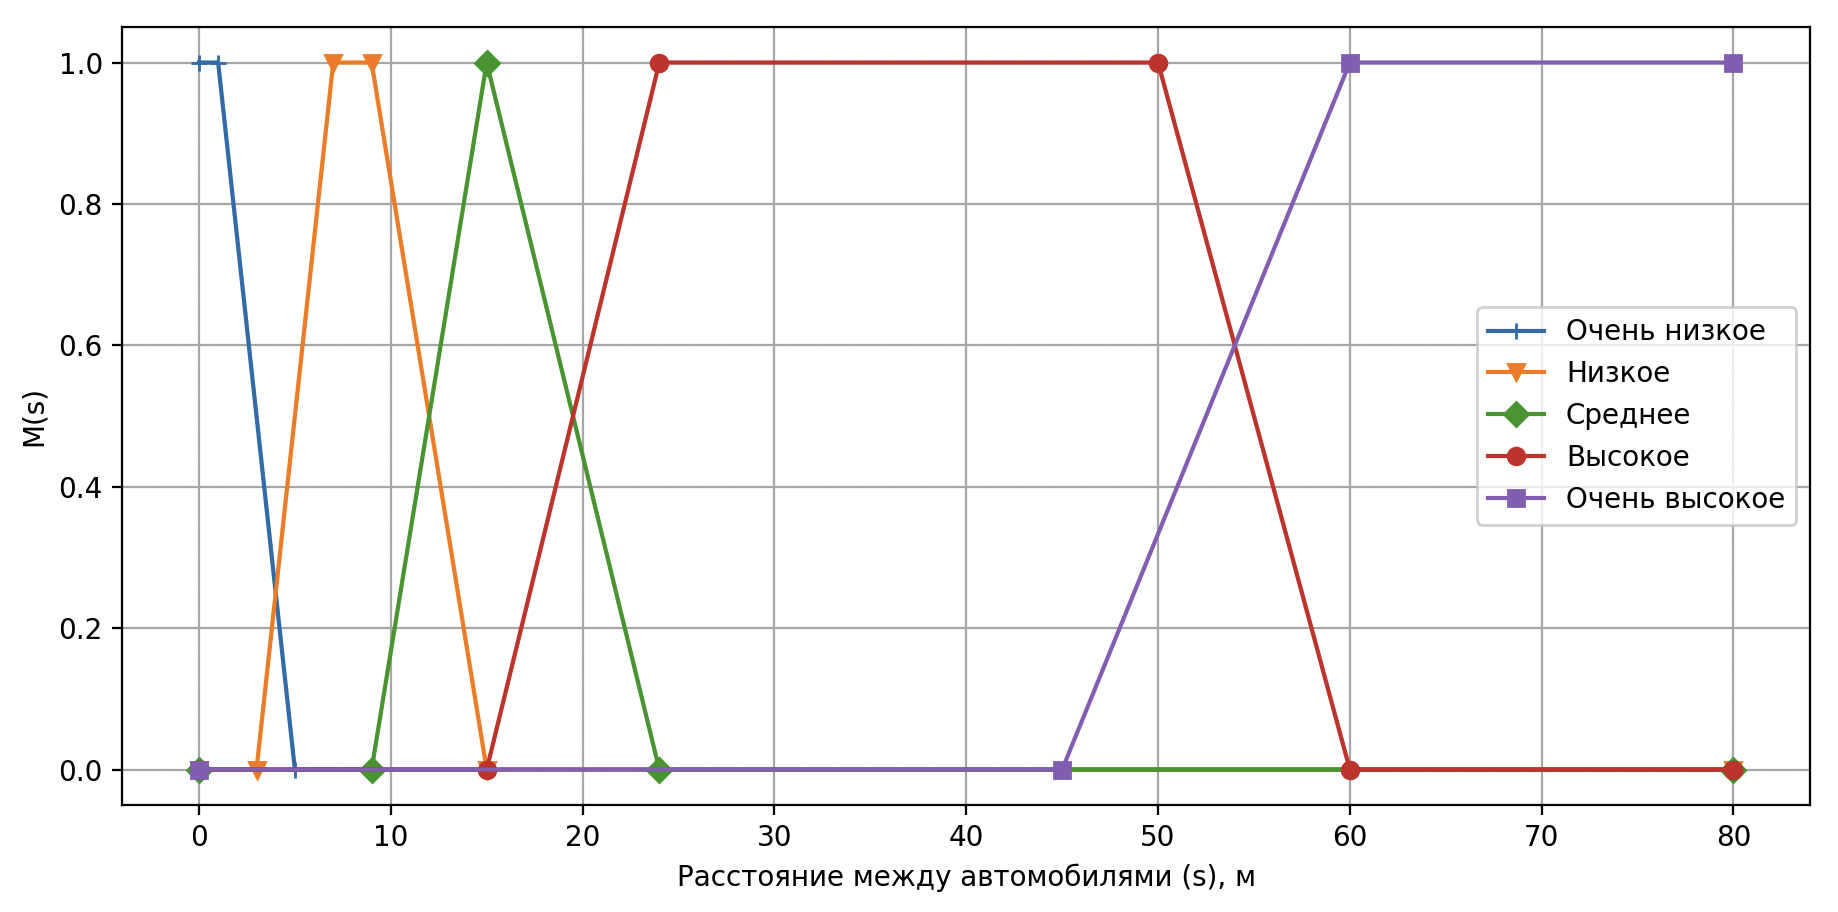 1.0
0.8
0.6
0.4
0.2
0.0
M(s)
0 10 20 30 40 50 60 70 80
Расстояние между автомобилями (s), м
Очень низкое
Низкое
Среднее
Высокое
Очень высокое